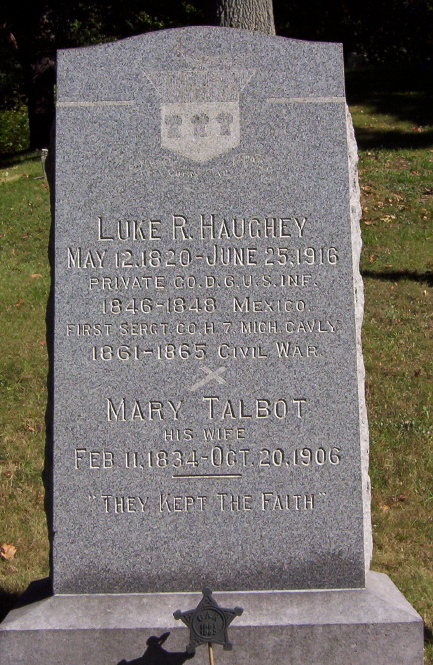 LUKE R. HAUGHEY
MAY 12, 1820-JUNE 25, 1916
PRIVATE CO. D. G. U.S. INF.
1846-1848 MEXICO.
FIRST SERGT. CO. H. 7. MICH. CAVLY.
1861-1865 CIVIL WAR.
MARY TALBOT
HIS WIFE
FEB. 11, 1834-OCT. 20, 1906
"THEY KEPT THE FAITH"